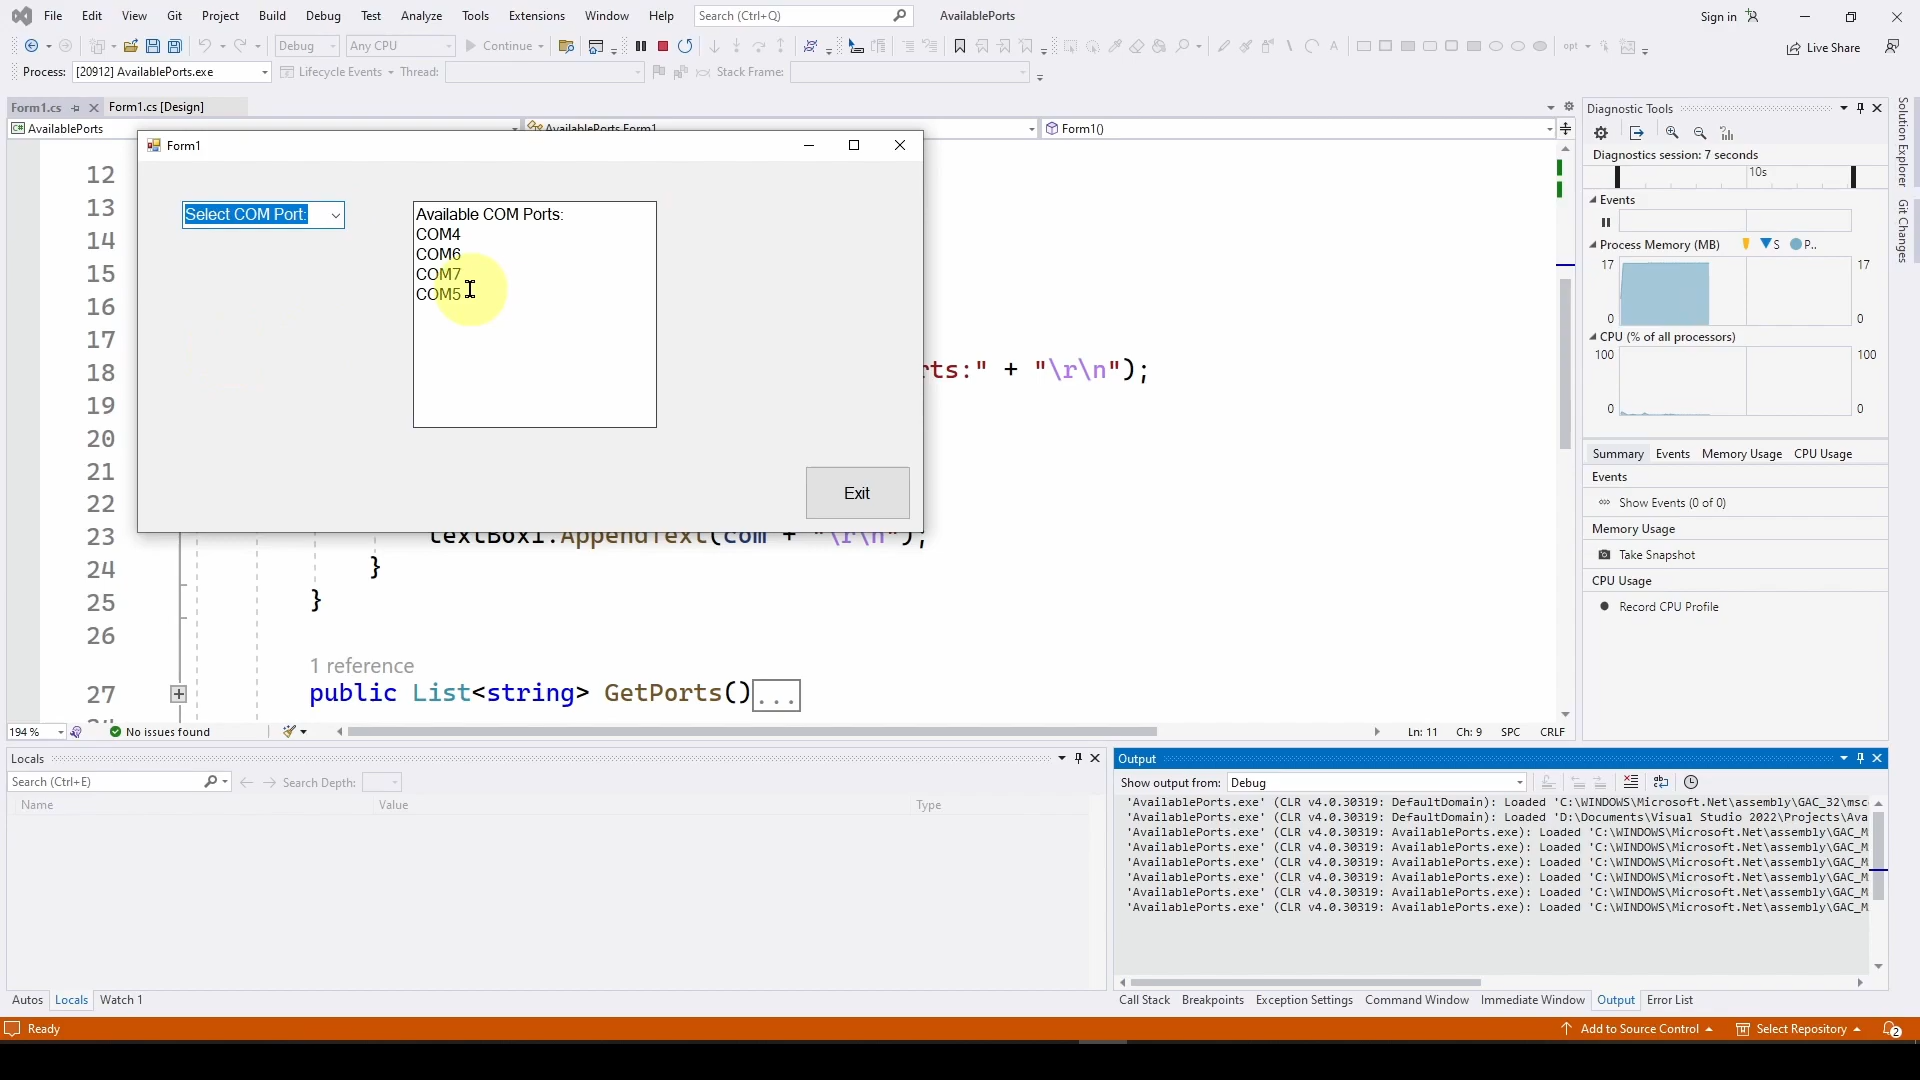 File Edit View Git Project Build Debug Test Analyze Tools Extensions Window Help Search (Ctrl+Q) AvailablePorts Sign in
Debug Any CPU Continue Live Share
Process: [20912] AvailablePorts.exe Lifecycle Events Thread: Stack Frame:
Form1.cs Form1.cs [Design]
AvailablePorts AvailablePorts.Form1 Form1()
Form1
Select COM Port:
Available COM Ports:
COM4
COM6
COM7
COM5
Exit
12
13
14
15
16
17
18 rts:" + "\r\n");
19
20
21
22
23 textBox1.AppendText(com + "\r\n");
24 }
25 }
26
1 reference
27 public List<string> GetPorts()...
194 % No issues found Ln: 11 Ch: 9 SPC CRLF
Diagnostic Tools
Diagnostics session: 7 seconds
10s
Events
Process Memory (MB) S P..
17 17
0 0
CPU (% of all processors)
100 100
0 0
Summary Events Memory Usage CPU Usage
Events
Show Events (0 of 0)
Memory Usage
Take Snapshot
CPU Usage
Record CPU Profile
Solution Explorer
Git Changes
Locals
Search (Ctrl+E) Search Depth:
Name Value Type
Autos Locals Watch 1
Output
Show output from: Debug
'AvailablePorts.exe' (CLR v4.0.30319: DefaultDomain): Loaded 'C:\WINDOWS\Microsoft.Net\assembly\GAC_32\msc
'AvailablePorts.exe' (CLR v4.0.30319: DefaultDomain): Loaded 'D:\Documents\Visual Studio 2022\Projects\Ava
'AvailablePorts.exe' (CLR v4.0.30319: AvailablePorts.exe): Loaded 'C:\WINDOWS\Microsoft.Net\assembly\GAC_M
'AvailablePorts.exe' (CLR v4.0.30319: AvailablePorts.exe): Loaded 'C:\WINDOWS\Microsoft.Net\assembly\GAC_M
'AvailablePorts.exe' (CLR v4.0.30319: AvailablePorts.exe): Loaded 'C:\WINDOWS\Microsoft.Net\assembly\GAC_M
'AvailablePorts.exe' (CLR v4.0.30319: AvailablePorts.exe): Loaded 'C:\WINDOWS\Microsoft.Net\assembly\GAC_M
'AvailablePorts.exe' (CLR v4.0.30319: AvailablePorts.exe): Loaded 'C:\WINDOWS\Microsoft.Net\assembly\GAC_M
'AvailablePorts.exe' (CLR v4.0.30319: AvailablePorts.exe): Loaded 'C:\WINDOWS\Microsoft.Net\assembly\GAC_M
Call Stack Breakpoints Exception Settings Command Window Immediate Window Output Error List
Ready Add to Source Control Select Repository 2